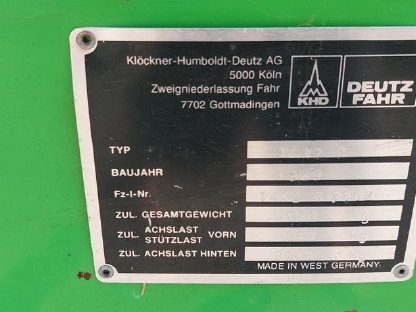 Klöckner-Humboldt-Deutz AG
5000 Köln
Zweigniederlassung Fahr
7702 Gottmadingen
KHD
DEUTZ
FAHR
TYP
BAUJAHR
Fz-I-Nr.
ZUL. GESAMTGEWICHT
ZUL. ACHSLAST VORN
STÜTZLAST
ZUL. ACHSLAST HINTEN
MADE IN WEST GERMANY